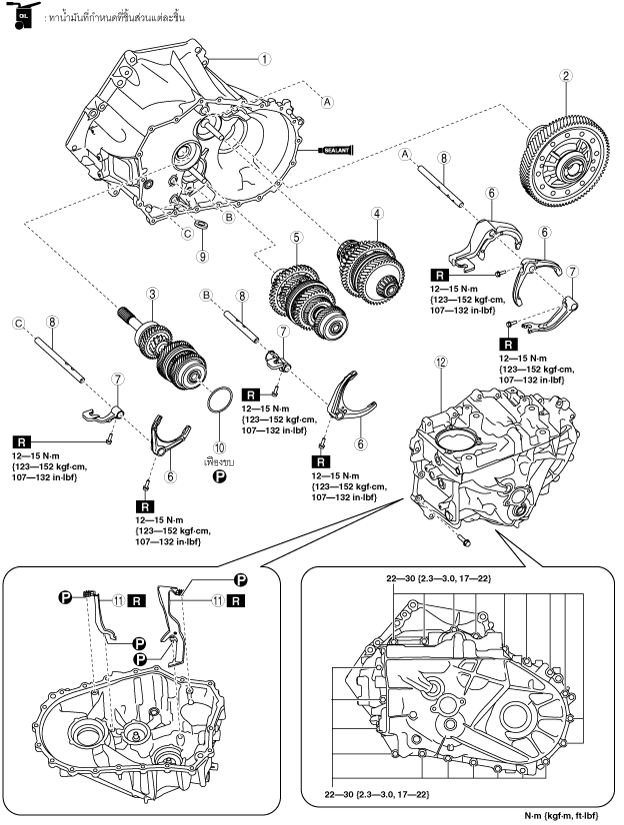 OIL
: ทาน้ำมันที่กำหนดที่ชิ้นส่วนแต่ละชิ้น
1
A
2
SEALANT
A
8
6
4
B
C
9
5
6
R
12—15 N·m
{123—152 kgf·cm,
107—132 in·lbf}
7
3
B
8
C
8
7
R
12—15 N·m
{123—152 kgf·cm,
107—132 in·lbf}
12
7
R
12—15 N·m
{123—152 kgf·cm,
107—132 in·lbf}
10
เฟืองขบ
P
6
R
12—15 N·m
{123—152 kgf·cm,
107—132 in·lbf}
6
R
12—15 N·m
{123—152 kgf·cm,
107—132 in·lbf}
R
12—15 N·m
{123—152 kgf·cm,
107—132 in·lbf}
P
11 R
P
P
11 R
P
22—30 {2.3—3.0, 17—22}
22—30 {2.3—3.0, 17—22}
N·m {kgf·m, ft·lbf}